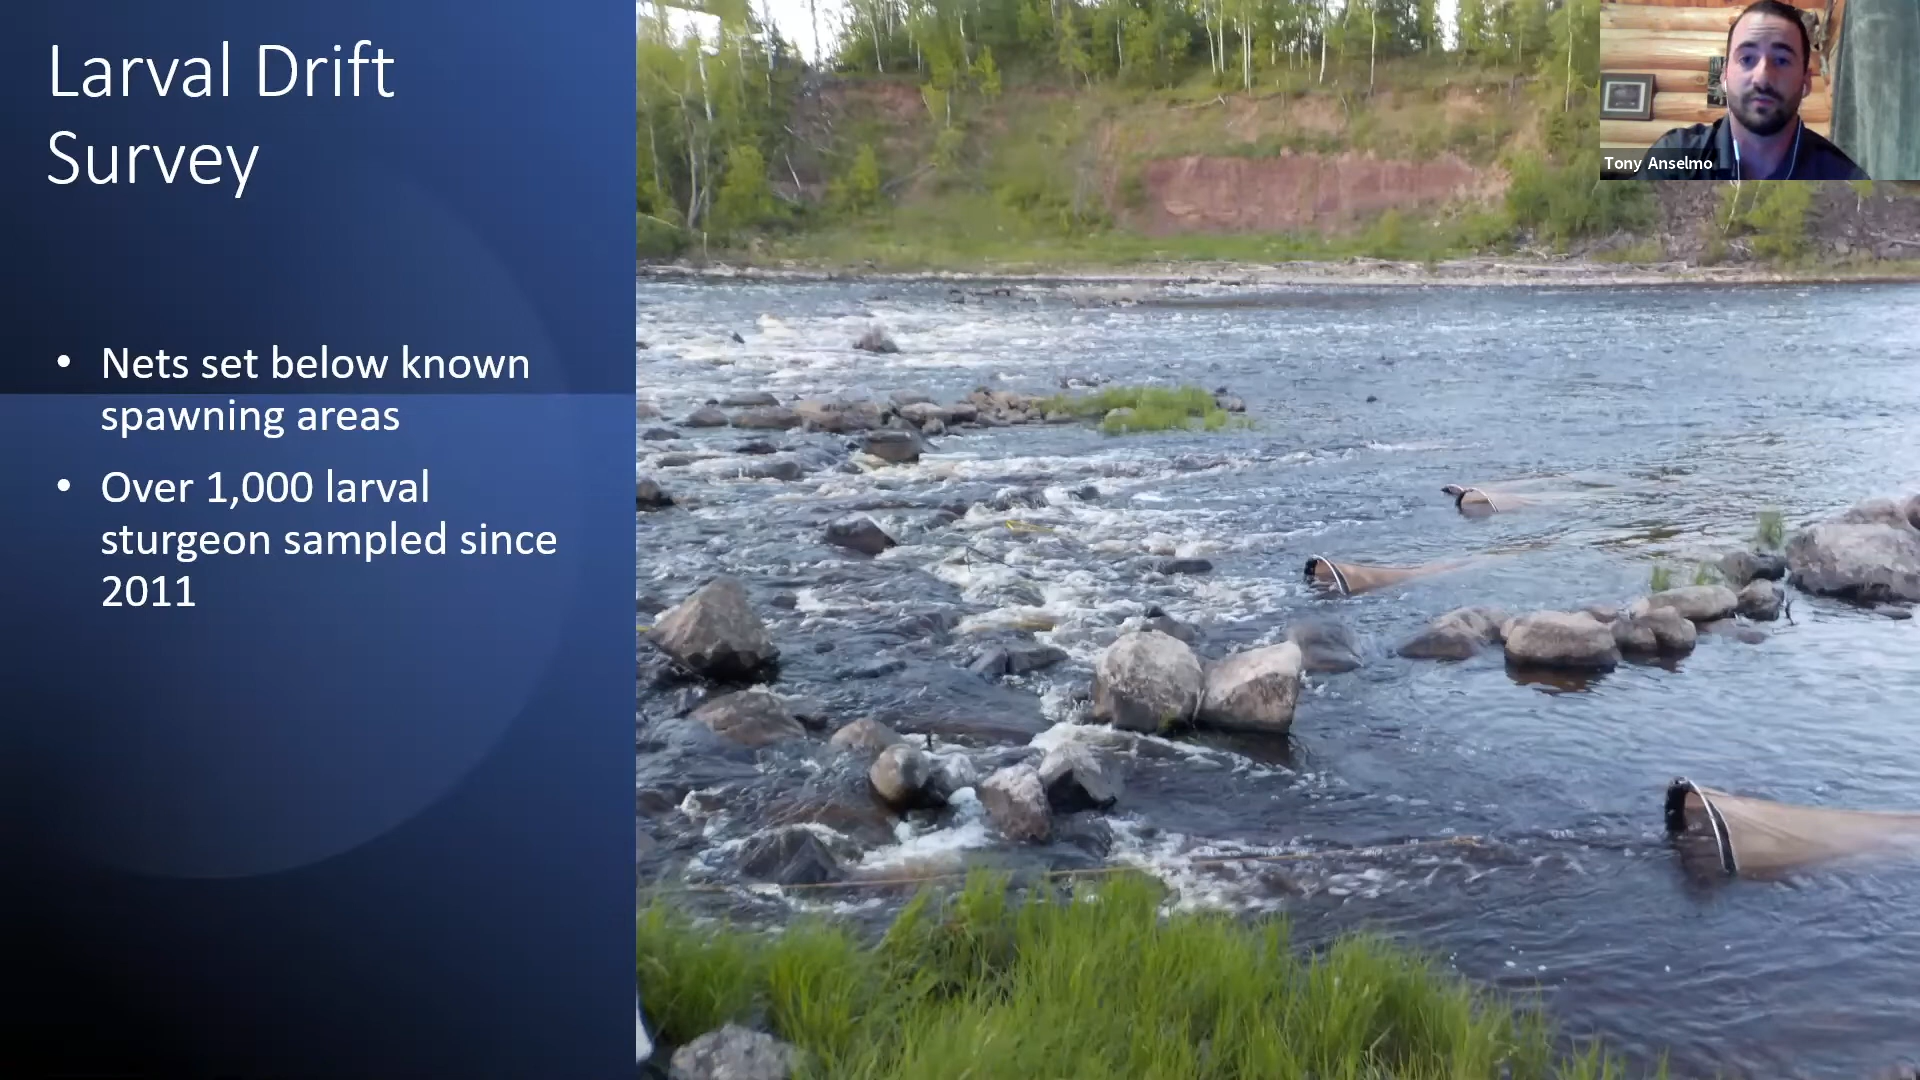 Larval Drift
Survey
• Nets set below known
spawning areas
• Over 1,000 larval
sturgeon sampled since
2011
Tony Anselmo